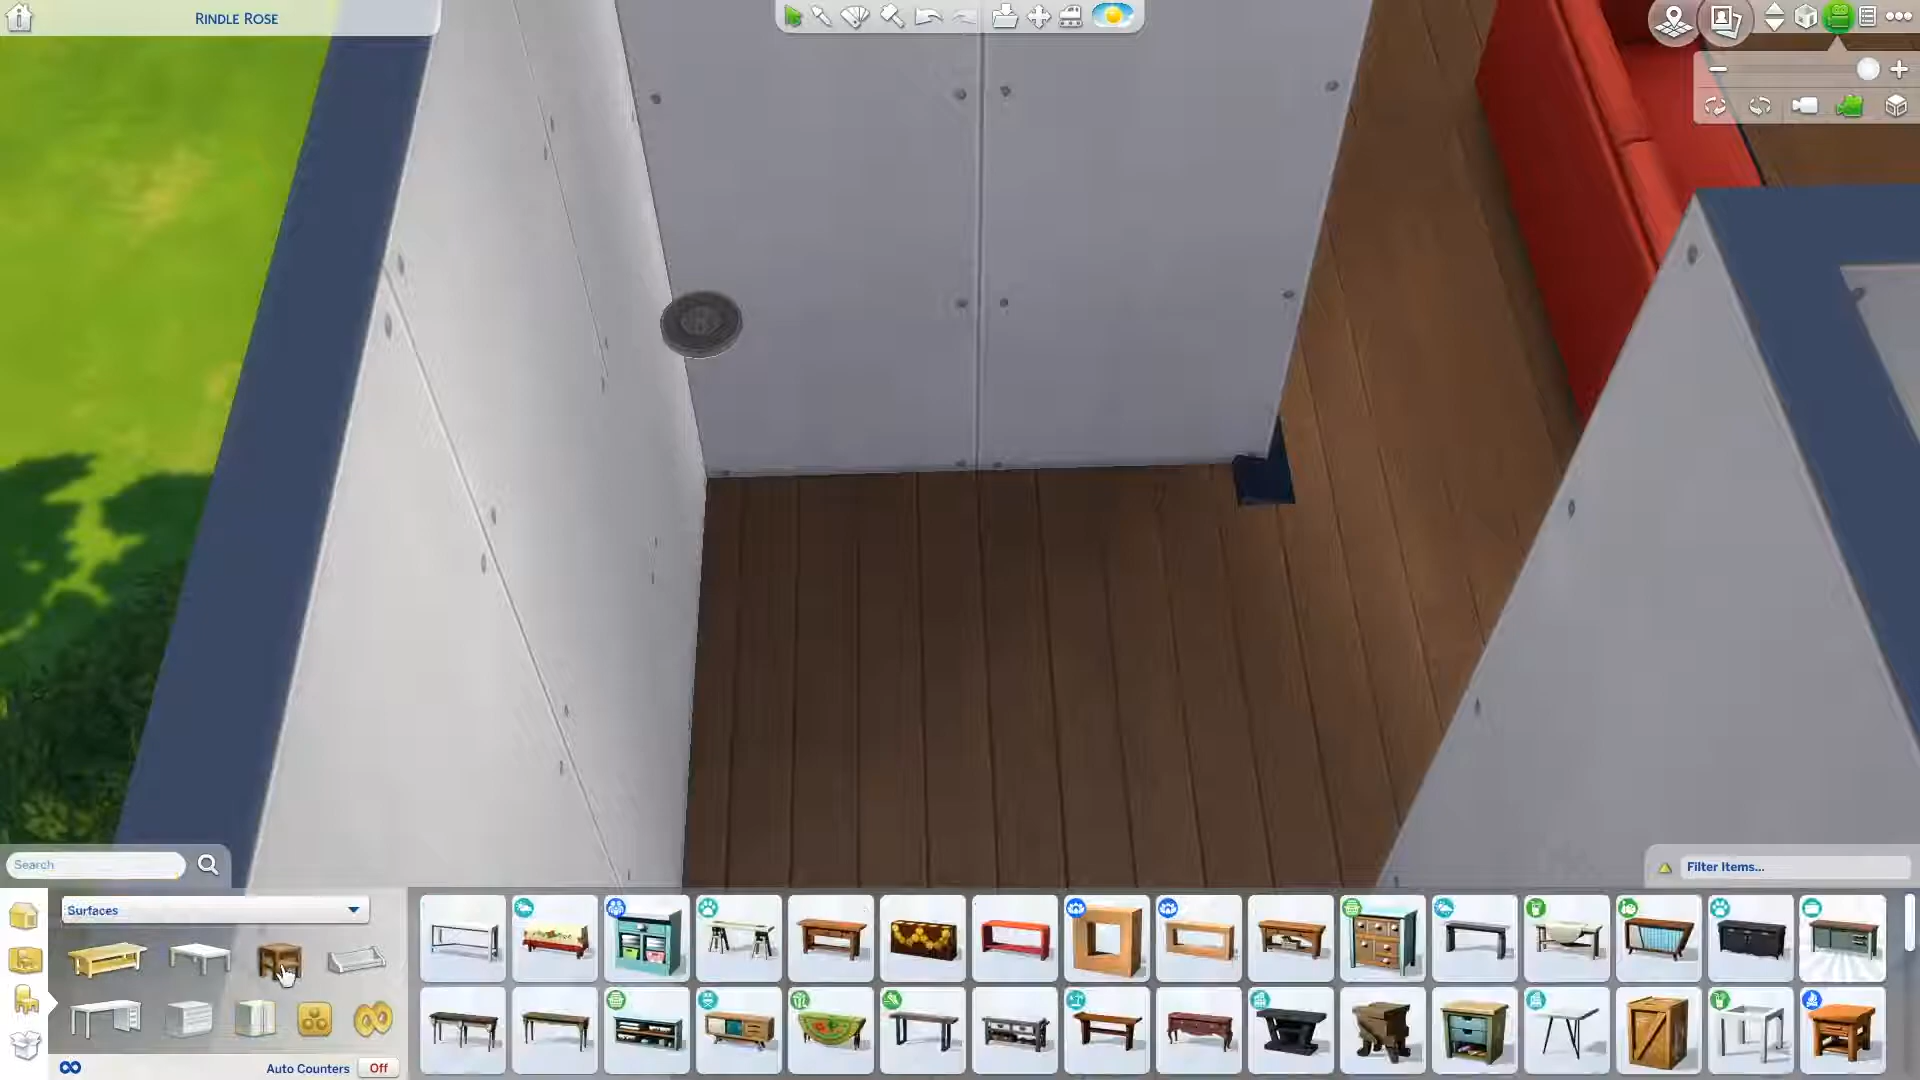 RINDLE ROSE
Search
Filter Items...
Surfaces
Auto Counters Off